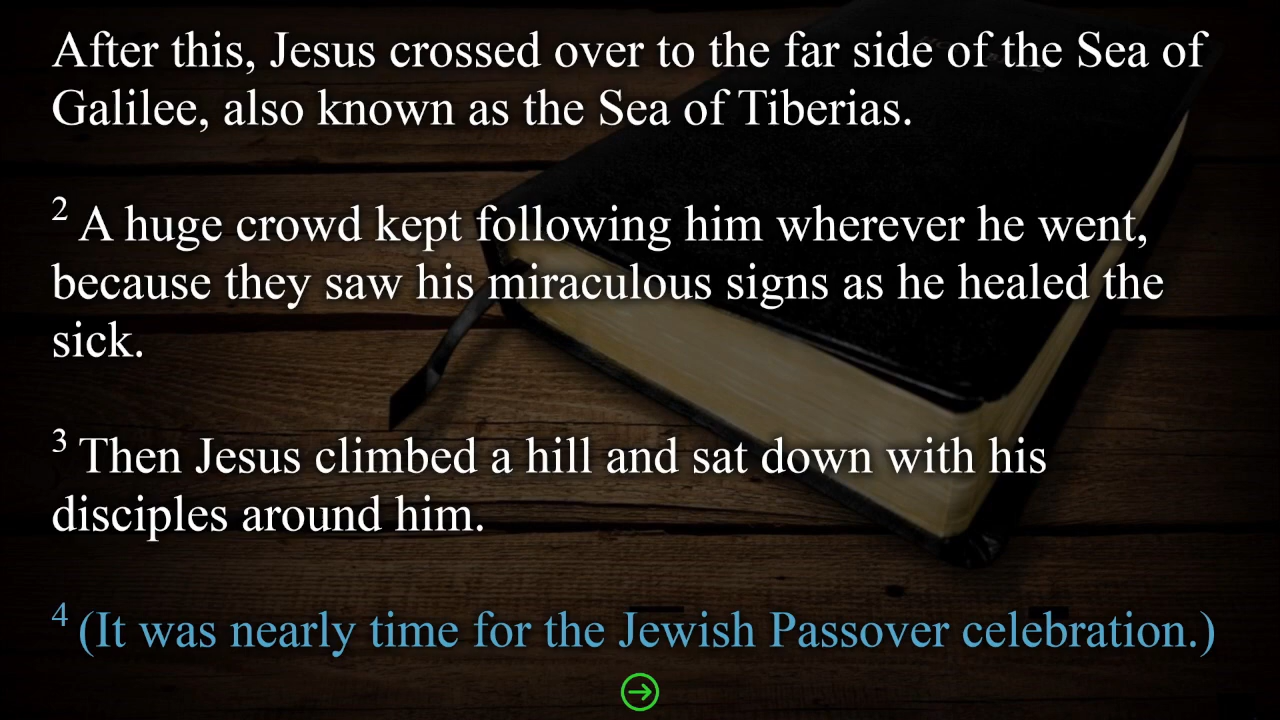 After this, Jesus crossed over to the far side of the Sea of
Galilee, also known as the Sea of Tiberias.
2 A huge crowd kept following him wherever he went,
because they saw his miraculous signs as he healed the
sick.
3 Then Jesus climbed a hill and sat down with his
disciples around him.
4 (It was nearly time for the Jewish Passover celebration.)